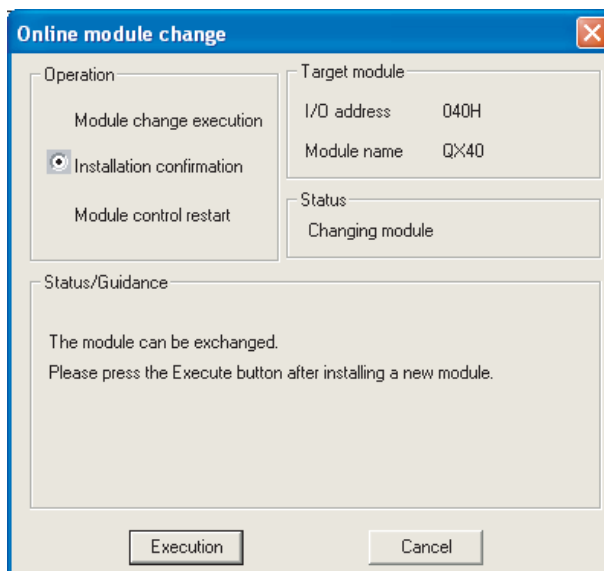 Online module change
Operation
Module change execution
Installation confirmation
Module control restart
Target module
I/O address 040H
Module name QX40
Status
Changing module
Status/Guidance
The module can be exchanged.
Please press the Execute button after installing a new module.
Execution
Cancel